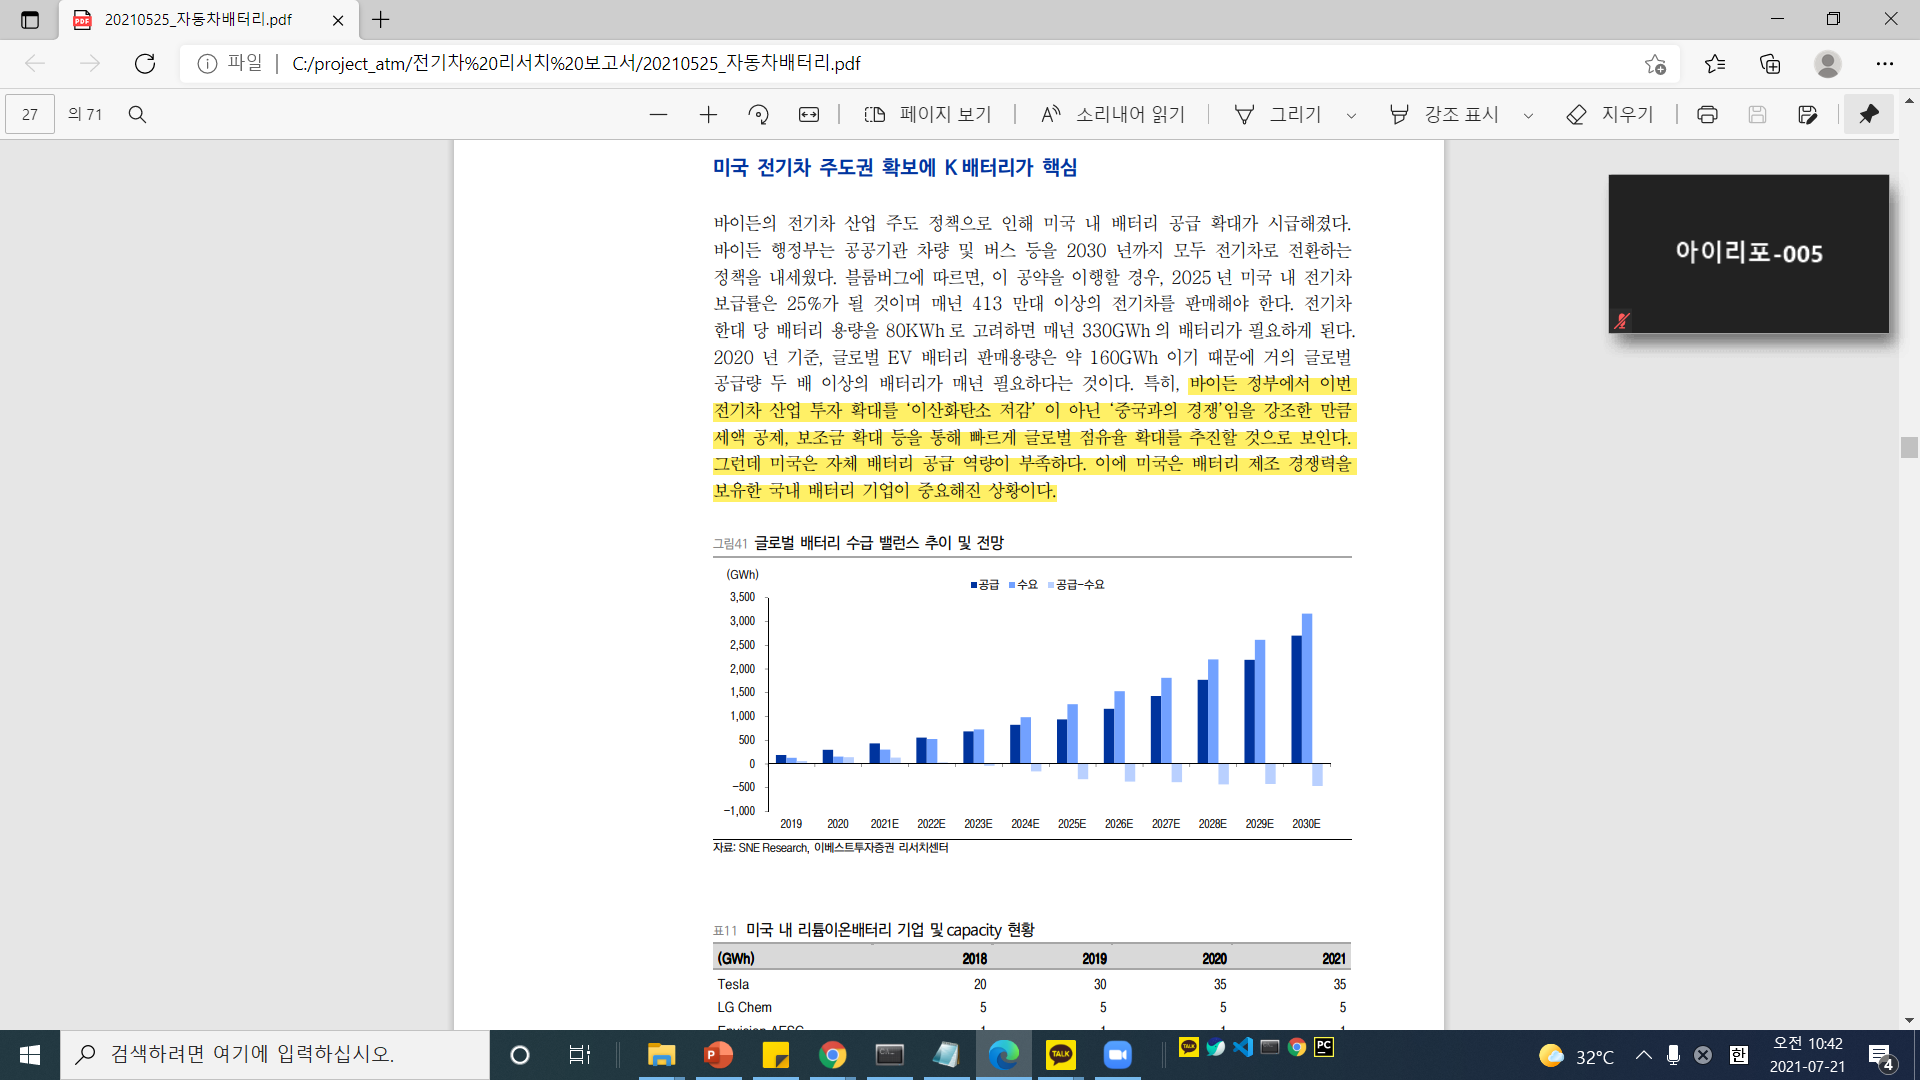 20210525_자동차배터리.pdf
파일
C:/project_atm/전기차%20리서치%20보고서/20210525_자동차배터리.pdf
27 의 71
페이지 보기
소리내어 읽기
그리기
강조 표시
지우기
미국 전기차 주도권 확보에 K 배터리가 핵심
바이든의 전기차 산업 주도 정책으로 인해 미국 내 배터리 공급 확대가 시급해졌다.
바이든 행정부는 공공기관 차량 및 버스 등을 2030 년까지 모두 전기차로 전환하는
정책을 내세웠다. 블룸버그에 따르면, 이 공약을 이행할 경우, 2025 년 미국 내 전기차
보급률은 25%가 될 것이며 매년 413 만대 이상의 전기차를 판매해야 한다. 전기차
한대 당 배터리 용량을 80KWh 로 고려하면 매년 330GWh 의 배터리가 필요하게 된다.
2020 년 기준, 글로벌 EV 배터리 판매용량은 약 160GWh 이기 때문에 거의 글로벌
공급량 두 배 이상의 배터리가 매년 필요하다는 것이다. 특히, 바이든 정부에서 이번
전기차 산업 투자 확대를 ‘이산화탄소 저감’ 이 아닌 ‘중국과의 경쟁’임을 강조한 만큼
세액 공제, 보조금 확대 등을 통해 빠르게 글로벌 점유율 확대를 추진할 것으로 보인다.
그런데 미국은 자체 배터리 공급 역량이 부족하다. 이에 미국은 배터리 제조 경쟁력을
보유한 국내 배터리 기업이 중요해진 상황이다.
아이리포-005
그림41 글로벌 배터리 수급 밸런스 추이 및 전망
(GWh)
공급 수요 공급-수요
3,500
3,000
2,500
2,000
1,500
1,000
500
0
-500
-1,000
2019 2020 2021E 2022E 2023E 2024E 2025E 2026E 2027E 2028E 2029E 2030E
자료: SNE Research, 이베스트투자증권 리서치센터
표11 미국 내 리튬이온배터리 기업 및 capacity 현황
(GWh) 2018 2019 2020 2021
Tesla 20 30 35 35
LG Chem 5 5 5 5
Envision AESC 1 1 1 1
검색하려면 여기에 입력하십시오.
TALK
TALK
PC
32°C
한
오전 10:42
2021-07-21
4